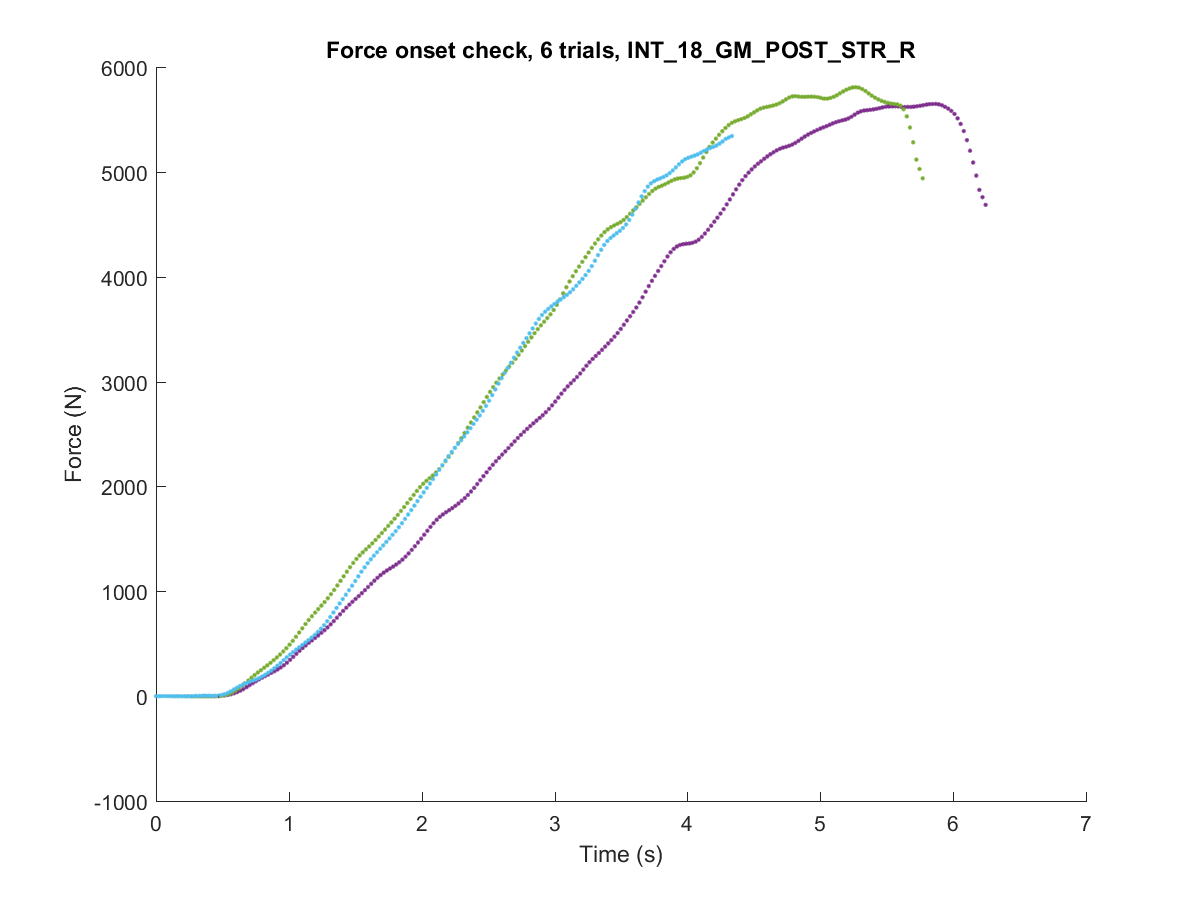 Force onset check, 6 trials, INT_18_GM_POST_STR_R
6000
5000
4000
3000
2000
1000
0
-1000
Force (N)
0 1 2 3 4 5 6 7
Time (s)